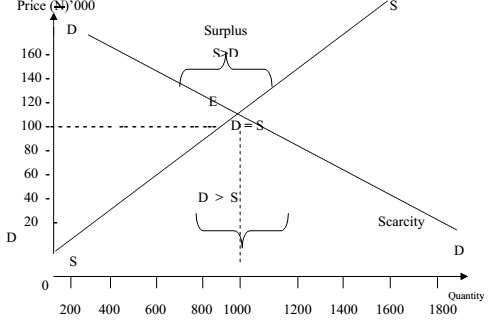 Price (₦)’000
S
D
Surplus
S>D
160
140
120
E
100
D = S
80
60
40
D > S
20
Scarcity
D
D
S
0
Quantity
200 400 600 800 1000 1200 1400 1600 1800